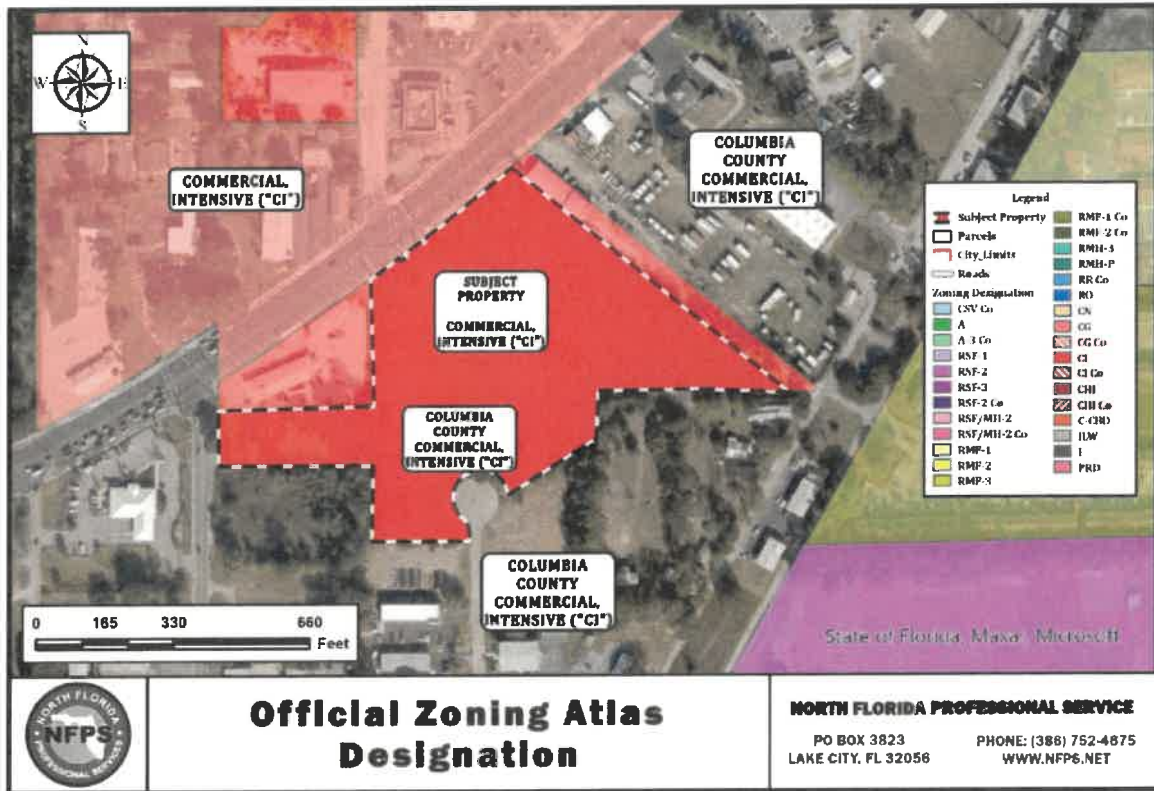 N
W E
S
COMMERCIAL,
INTENSIVE ("CI")
COLUMBIA
COUNTY
COMMERCIAL,
INTENSIVE ("CI")
SUBJECT
PROPERTY
COMMERCIAL,
INTENSIVE ("CI")
COLUMBIA
COUNTY
COMMERCIAL,
INTENSIVE ("CI")
COLUMBIA
COUNTY
COMMERCIAL,
INTENSIVE ("CI")
Legend
Subject Property
Parcels
City_Limits
Roads
Zoning Designation
CSV Co
A
A-3 Co
RSF-1
RSF-2
RSF-3
RSF-2 Co
RSF/MH-2
RSF/MH-2 Co
RMF-1
RMF-2
RMF-3
RMF-1 Co
RMF-2 Co
RMH-3
RMH-P
RR Co
RO
CN
CG
CG Co
CI
CI Co
CHI
CHI Co
C-CBD
ILW
I
PRD
0 165 330 660
Feet
State of Florida, Maxar, Microsoft
NORTH FLORIDA
NFPS
PROFESSIONAL SERVICES
Official Zoning Atlas
Designation
NORTH FLORIDA PROFESSIONAL SERVICE
PO BOX 3823
LAKE CITY, FL 32056
PHONE: (386) 752-4675
WWW.NFPS.NET